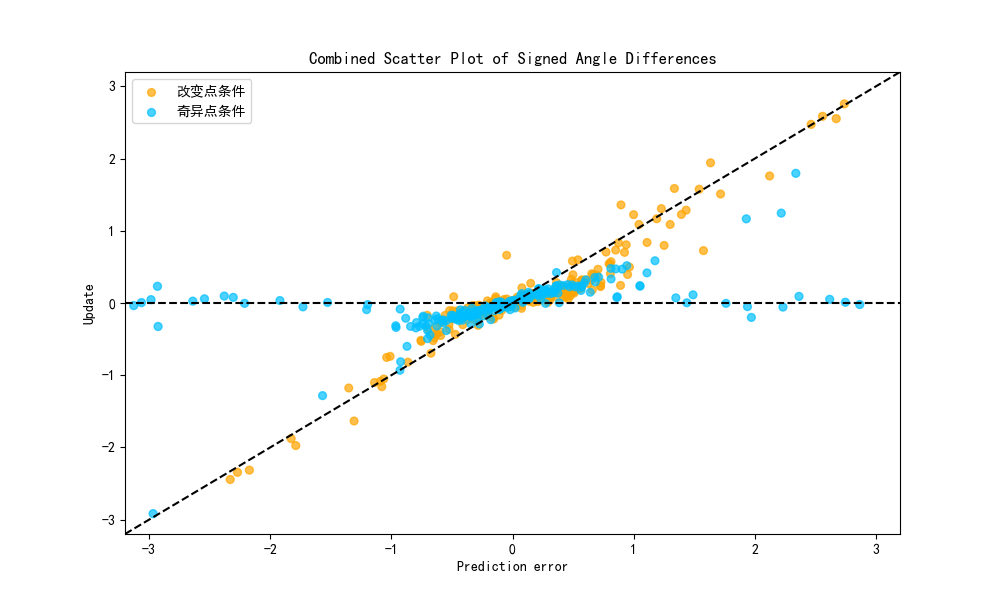 Combined Scatter Plot of Signed Angle Differences
改变点条件
奇异点条件
3
2
1
0
−1
−2
−3
Update
−3 −2 −1 0 1 2 3
Prediction error